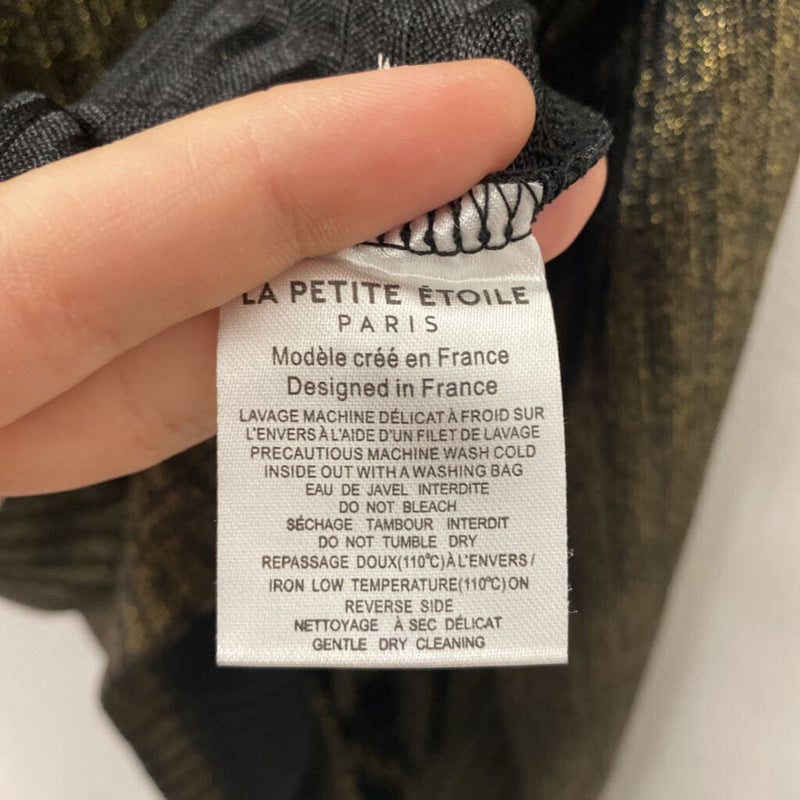 LA PETITE ÉTOILE
PARIS
Modèle créé en France
Designed in France
LAVAGE MACHINE DÉLICAT À FROID SUR
L'ENVERS À L'AIDE D'UN FILET DE LAVAGE
PRECAUTIOUS MACHINE WASH COLD
INSIDE OUT WITH A WASHING BAG
EAU DE JAVEL INTERDITE
DO NOT BLEACH
SÉCHAGE TAMBOUR INTERDIT
DO NOT TUMBLE DRY
REPASSAGE DOUX(110°C)À L'ENVERS /
IRON LOW TEMPERATURE(110°C) ON
REVERSE SIDE
NETTOYAGE À SEC DÉLICAT
GENTLE DRY CLEANING